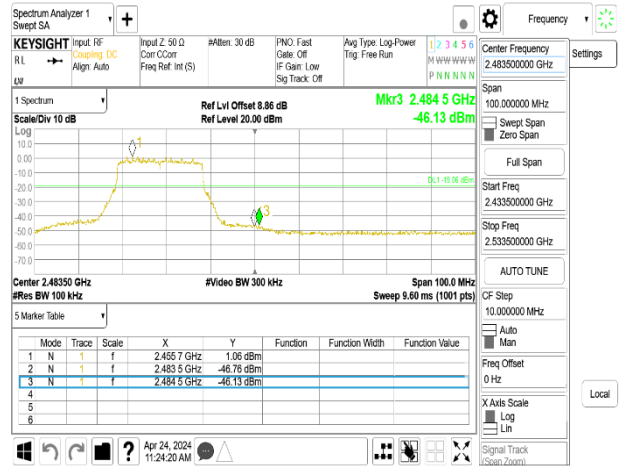 Spectrum Analyzer 1
Swept SA
Frequency
KEYSIGHT
Input: RF
Coupling: DC
Align: Auto
Input Z: 50 Ω
Corr CCorr
Freq Ref: Int (S)
#Atten: 30 dB
PNO: Fast
Gate: Off
IF Gain: Low
Sig Track: Off
Avg Type: Log-Power
Trig: Free Run
1 2 3 4 5 6
M W W W W W
P N N N N N
RL
Settings
Center Frequency
2.483500000 GHz
Span
100.000000 MHz
Swept Span
Zero Span
Full Span
Start Freq
2.433500000 GHz
Stop Freq
2.533500000 GHz
AUTO TUNE
CF Step
10.000000 MHz
Auto
Man
Freq Offset
0 Hz
X Axis Scale
Log
Lin
Signal Track
(Span Zoom)
Local
1 Spectrum
Scale/Div 10 dB
Log
Ref Lvl Offset 8.86 dB
Ref Level 20.00 dBm
Mkr3 2.484 5 GHz
-46.13 dBm
10.0
0.00
-10.0
-20.0
-30.0
-40.0
-50.0
-60.0
-70.0
1
3
DL1 -19.06 dBm
Center 2.48350 GHz
#Res BW 100 kHz
#Video BW 300 kHz
Span 100.0 MHz
Sweep 9.60 ms (1001 pts)
5 Marker Table
Mode Trace Scale X Y Function Function Width Function Value
1 N 1 f 2.455 7 GHz 1.06 dBm
2 N 1 f 2.483 5 GHz -46.76 dBm
3 N 1 f 2.484 5 GHz -46.13 dBm
4
5
6
?
Apr 24, 2024
11:24:20 AM